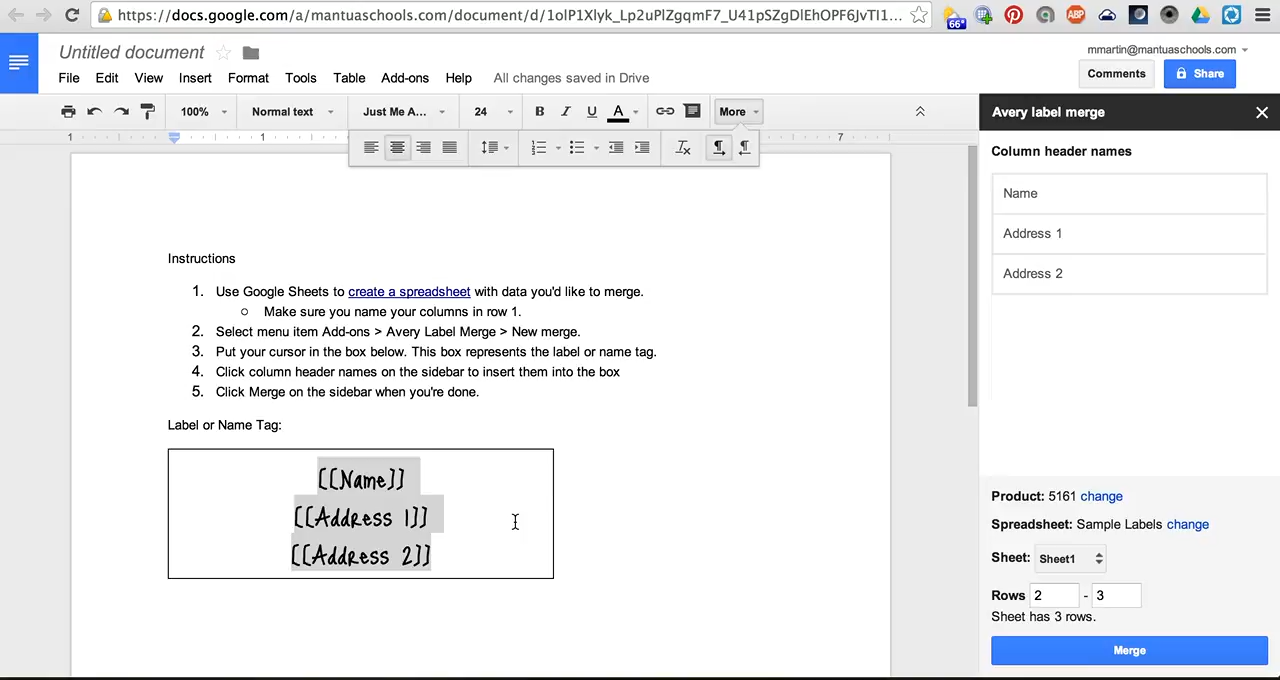 https://docs.google.com/a/mantuaschools.com/document/d/1olP1Xlyk_Lp2uPlZgqmF7_U41pSZgDlEhOPF6JvTI1...
66°
ABP
Untitled document
mmartin@mantuaschools.com
File Edit View Insert Format Tools Table Add-ons Help All changes saved in Drive
Comments Share
100% Normal text Just Me A... 24 B I U A More
1 1 7
Avery label merge
Column header names
Name
Address 1
Address 2
Instructions
1. Use Google Sheets to create a spreadsheet with data you'd like to merge.
Make sure you name your columns in row 1.
2. Select menu item Add-ons > Avery Label Merge > New merge.
3. Put your cursor in the box below. This box represents the label or name tag.
4. Click column header names on the sidebar to insert them into the box
5. Click Merge on the sidebar when you're done.
Label or Name Tag:
[[Name]]
[[Address 1]]
[[Address 2]]
Product: 5161 change
Spreadsheet: Sample Labels change
Sheet: Sheet1
Rows 2 - 3
Sheet has 3 rows.
Merge